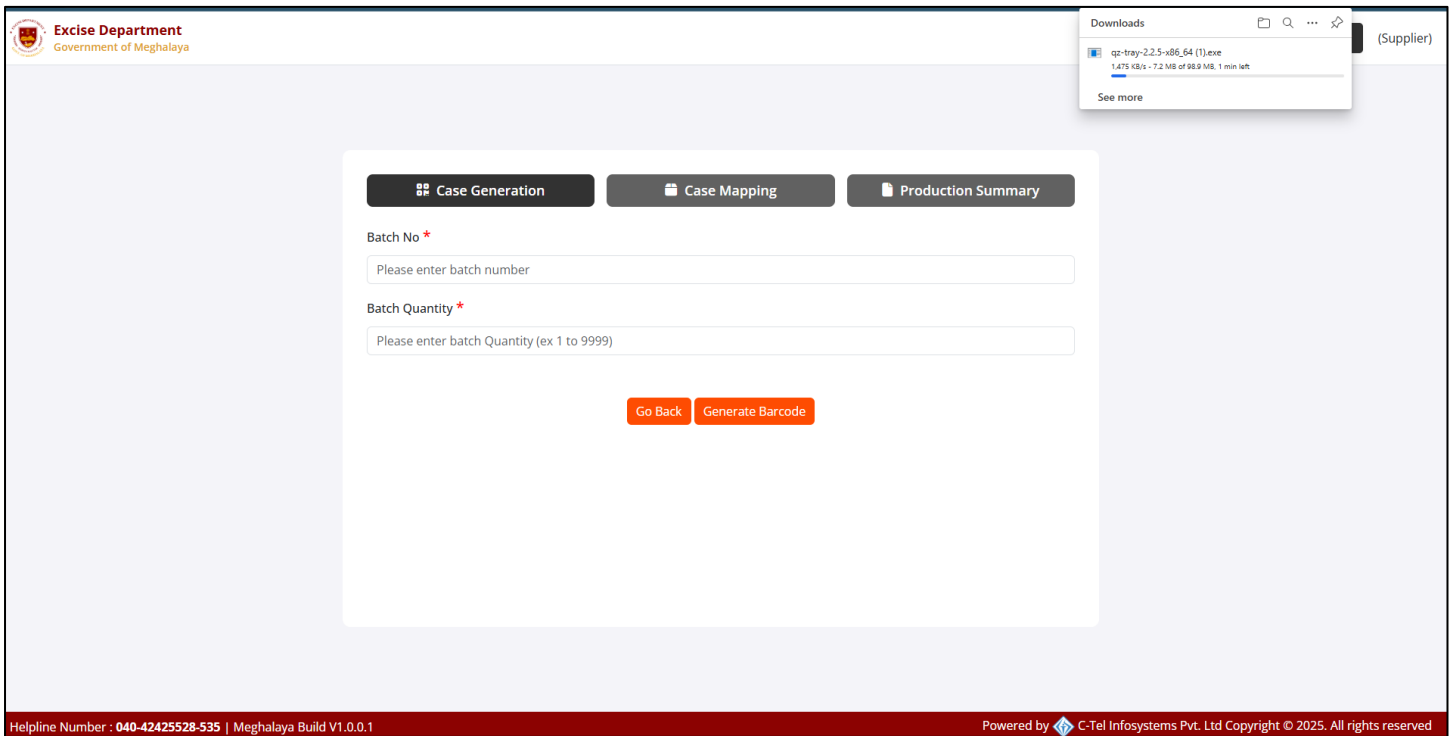 Excise Department
Government of Meghalaya
Downloads
qz-tray-2.2.5-x86_64 (1).exe
1,475 KB/s - 7.2 MB of 98.9 MB, 1 min left
See more
(Supplier)
Case Generation
Case Mapping
Production Summary
Batch No *
Please enter batch number
Batch Quantity *
Please enter batch Quantity (ex 1 to 9999)
Go Back
Generate Barcode
Helpline Number : 040-42425528-535 | Meghalaya Build V1.0.0.1
Powered by C-Tel Infosystems Pvt. Ltd Copyright © 2025. All rights reserved